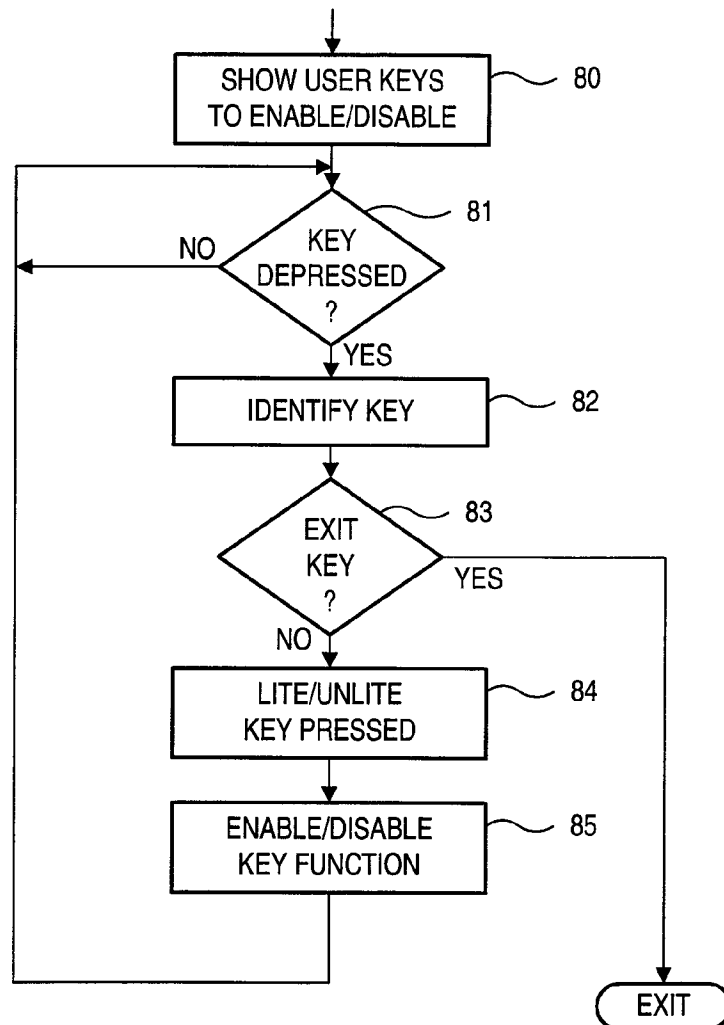 SHOW USER KEYS
TO ENABLE/DISABLE
80
81
KEY
DEPRESSED
?
NO
YES
IDENTIFY KEY
82
83
EXIT
KEY
?
YES
NO
LITE/UNLITE
KEY PRESSED
84
ENABLE/DISABLE
KEY FUNCTION
85
EXIT